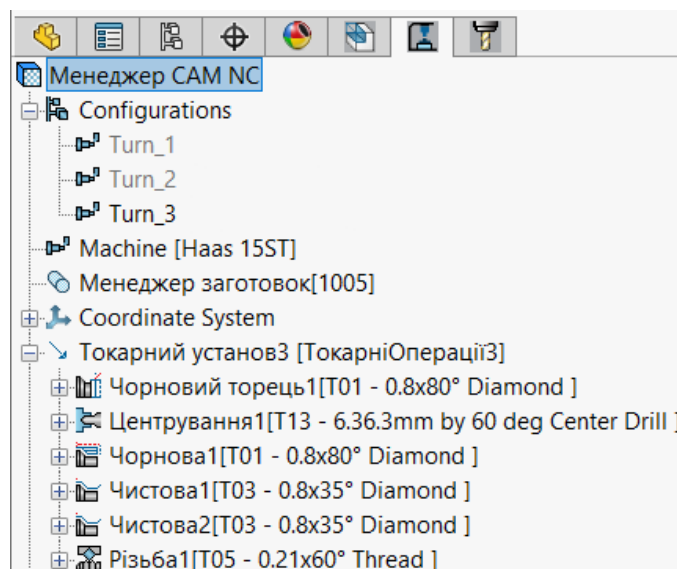 Менеджер CAM NC
Configurations
Turn_1
Turn_2
Turn_3
Machine [Haas 15ST]
Менеджер заготовок[1005]
Coordinate System
Токарний установ3 [ТокарніОперації3]
Чорновий торець1[T01 - 0.8x80° Diamond ]
Центрування1[T13 - 6.36.3mm by 60 deg Center Drill ]
Чорнова1[T01 - 0.8x80° Diamond ]
Чистова1[T03 - 0.8x35° Diamond ]
Чистова2[T03 - 0.8x35° Diamond ]
Різьба1[T05 - 0.21x60° Thread ]